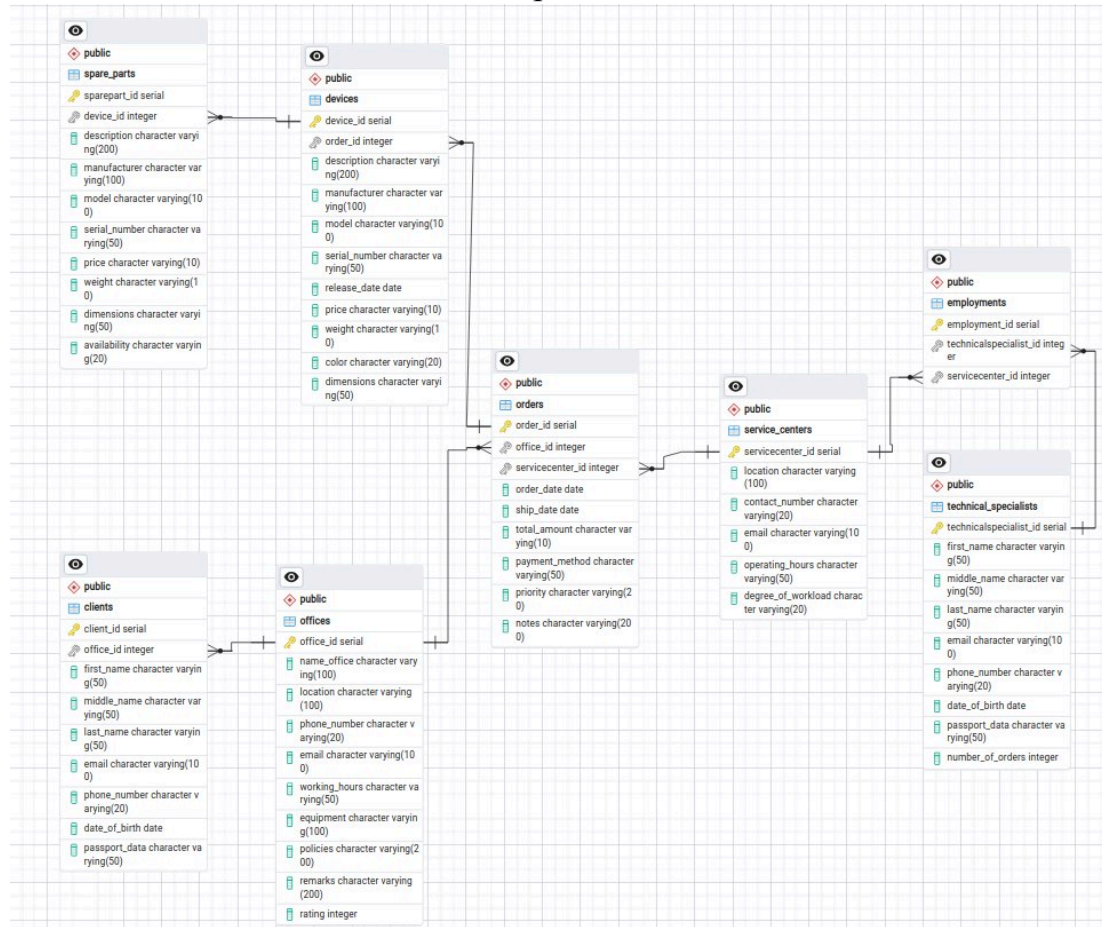 public
spare_parts
sparepart_id serial
device_id integer
description character varyi
ng(200)
manufacturer character var
ying(100)
model character varying(10
0)
serial_number character va
rying(50)
price character varying(10)
weight character varying(1
0)
dimensions character varyi
ng(50)
availability character varyin
g(20)
public
devices
device_id serial
order_id integer
description character varyi
ng(200)
manufacturer character var
ying(100)
model character varying(10
0)
serial_number character va
rying(50)
release_date date
price character varying(10)
weight character varying(1
0)
color character varying(20)
dimensions character varyi
ng(50)
public
orders
order_id serial
office_id integer
servicecenter_id integer
order_date date
ship_date date
total_amount character var
ying(10)
payment_method character
varying(50)
priority character varying(2
0)
notes character varying(20
0)
public
service_centers
servicecenter_id serial
location character varying
(100)
contact_number character
varying(20)
email character varying(10
0)
operating_hours character
varying(50)
degree_of_workload charac
ter varying(20)
public
employments
employment_id serial
technicalspecialist_id integ
er
servicecenter_id integer
public
technical_specialists
technicalspecialist_id serial
first_name character varyin
g(50)
middle_name character var
ying(50)
last_name character varyin
g(50)
email character varying(10
0)
phone_number character v
arying(20)
date_of_birth date
passport_data character va
rying(50)
number_of_orders integer
public
clients
client_id serial
office_id integer
first_name character varyin
g(50)
middle_name character var
ying(50)
last_name character varyin
g(50)
email character varying(10
0)
phone_number character v
arying(20)
date_of_birth date
passport_data character va
rying(50)
public
offices
office_id serial
name_office character vary
ing(100)
location character varying
(100)
phone_number character v
arying(20)
email character varying(10
0)
working_hours character va
rying(50)
equipment character varyin
g(100)
policies character varying(2
00)
remarks character varying
(200)
rating integer